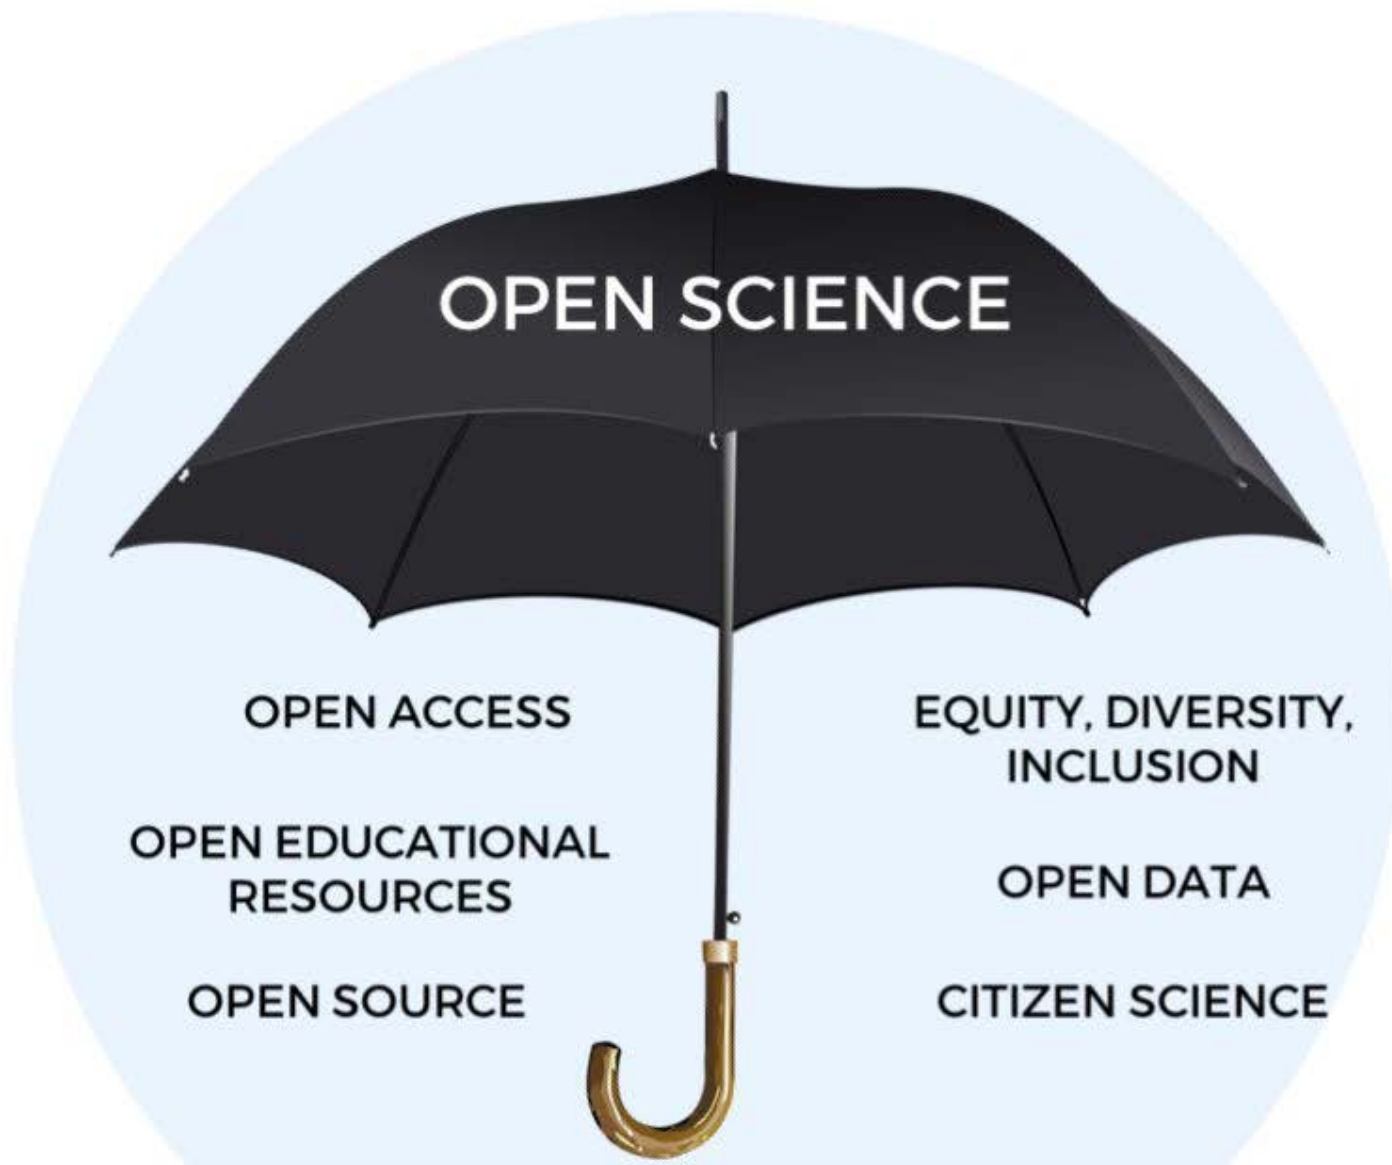 OPEN SCIENCE
OPEN ACCESS
OPEN EDUCATIONAL
RESOURCES
OPEN SOURCE
EQUITY, DIVERSITY,
INCLUSION
OPEN DATA
CITIZEN SCIENCE